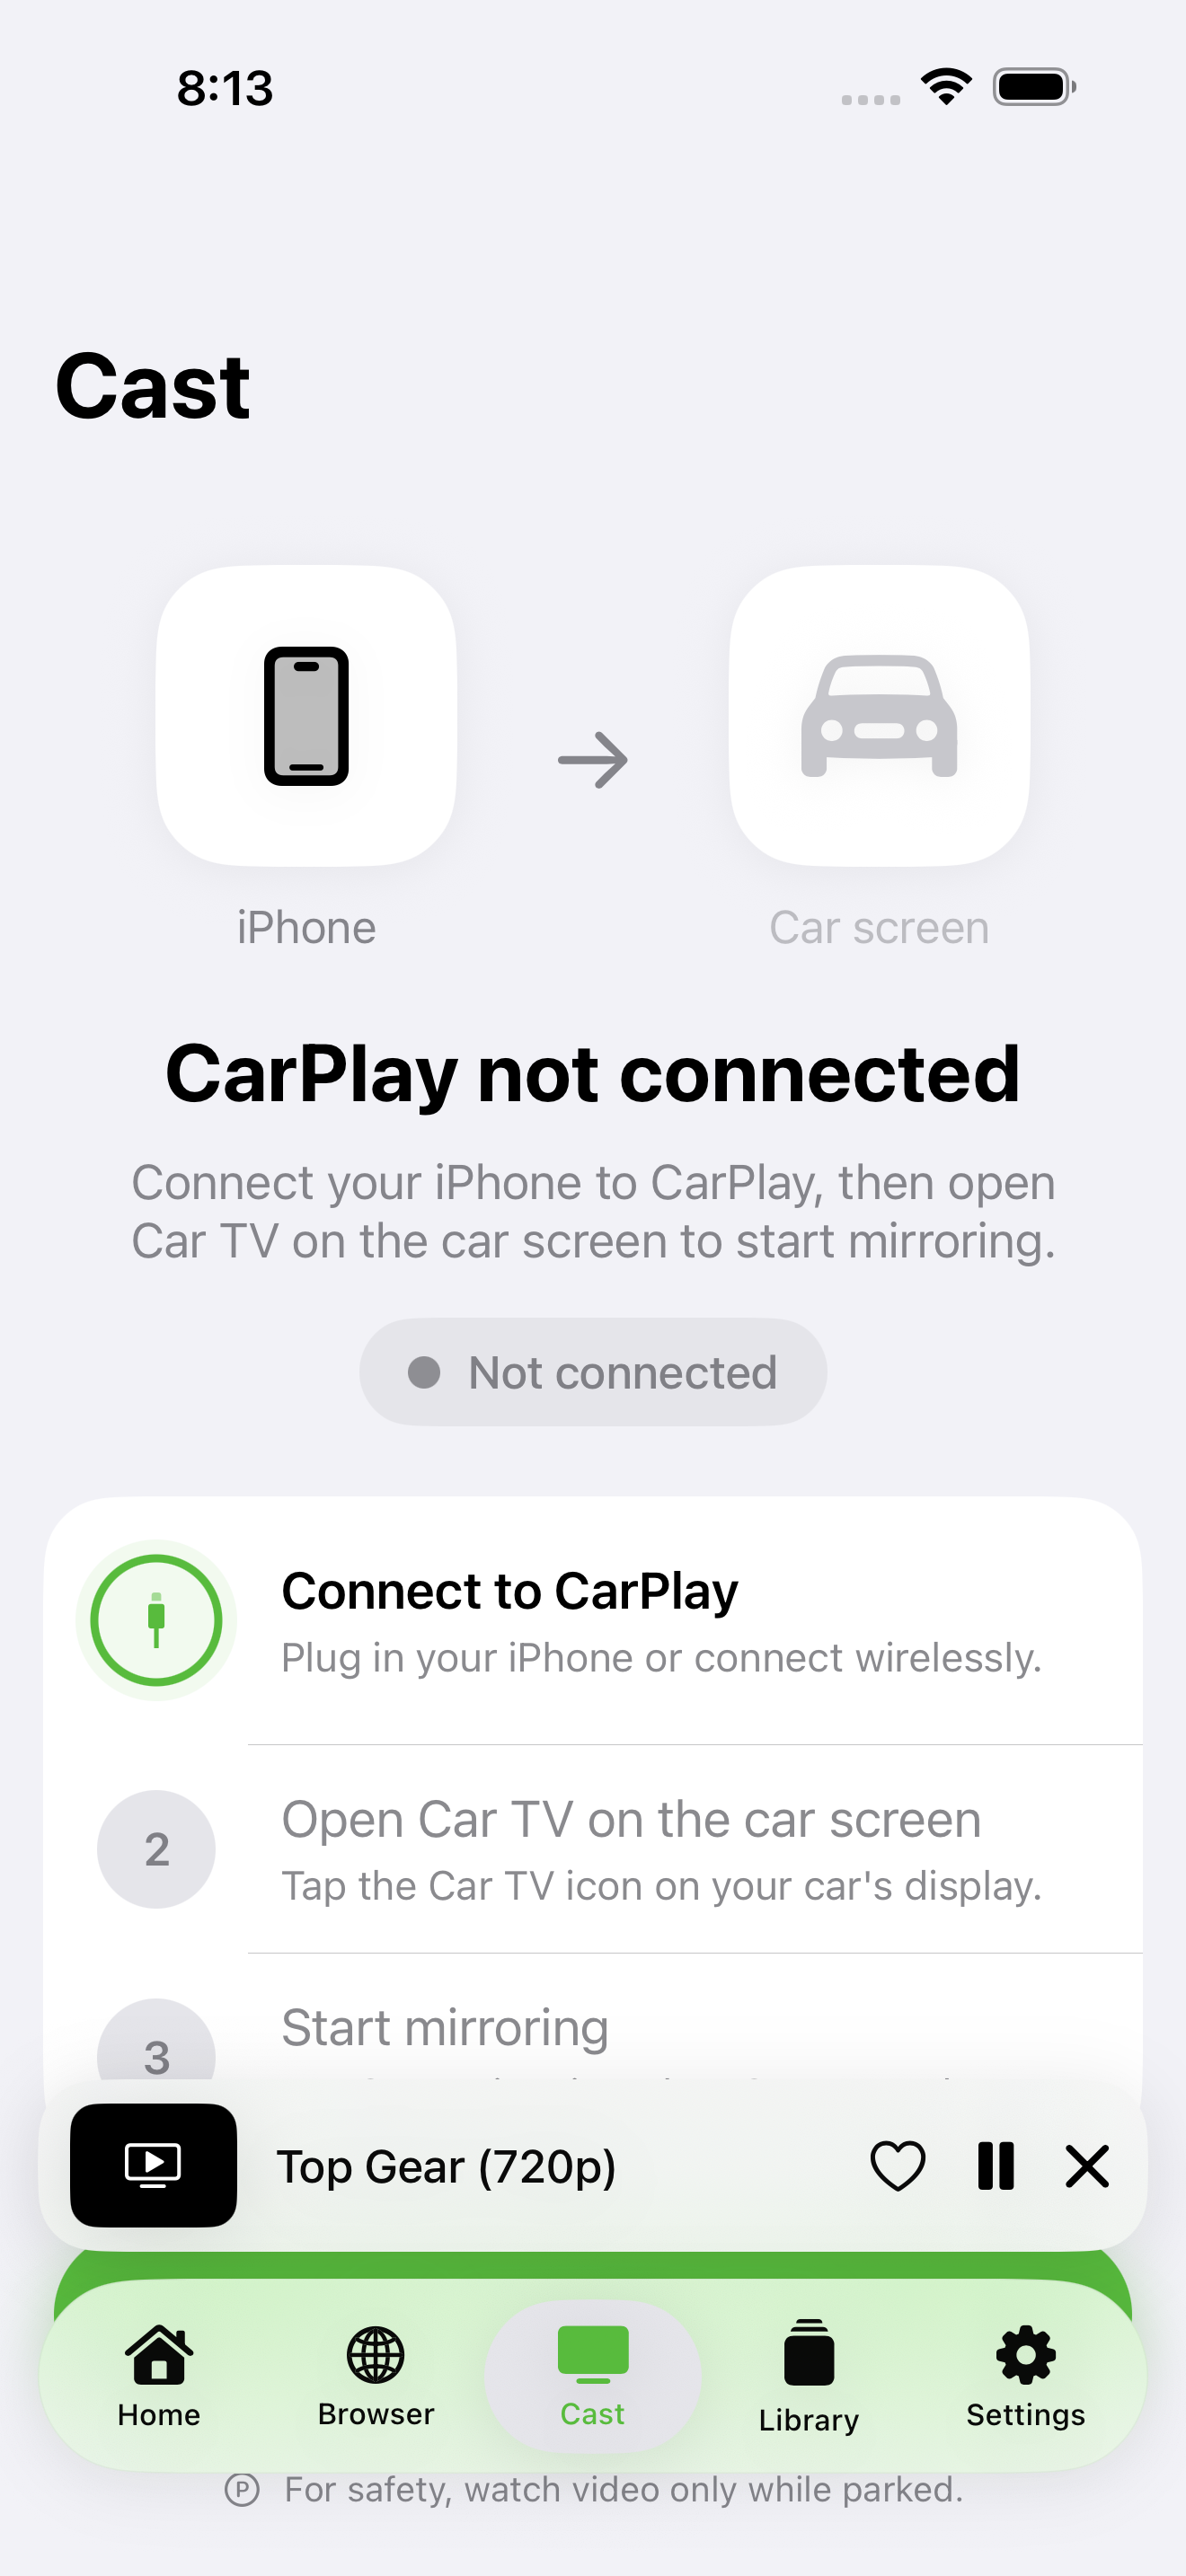 8:13
Cast
iPhone
Car screen
CarPlay not connected
Connect your iPhone to CarPlay, then open
Car TV on the car screen to start mirroring.
Not connected
Connect to CarPlay
Plug in your iPhone or connect wirelessly.
2
Open Car TV on the car screen
Tap the Car TV icon on your car's display.
3
Start mirroring
Top Gear (720p)
Home
Browser
Cast
Library
Settings
P For safety, watch video only while parked.